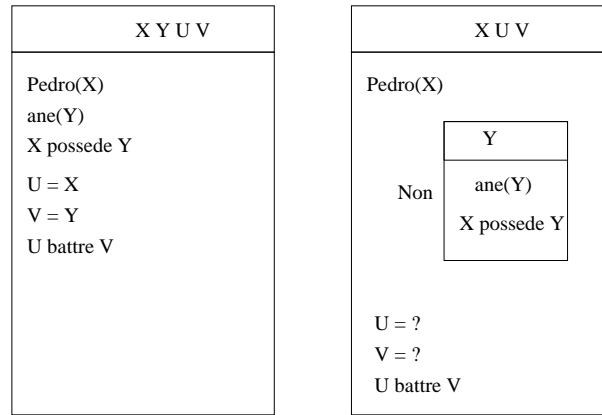 X Y U V
Pedro(X)
ane(Y)
X possede Y
U = X
V = Y
U battre V
X U V
Pedro(X)
Y
Non
ane(Y)
X possede Y
U = ?
V = ?
U battre V